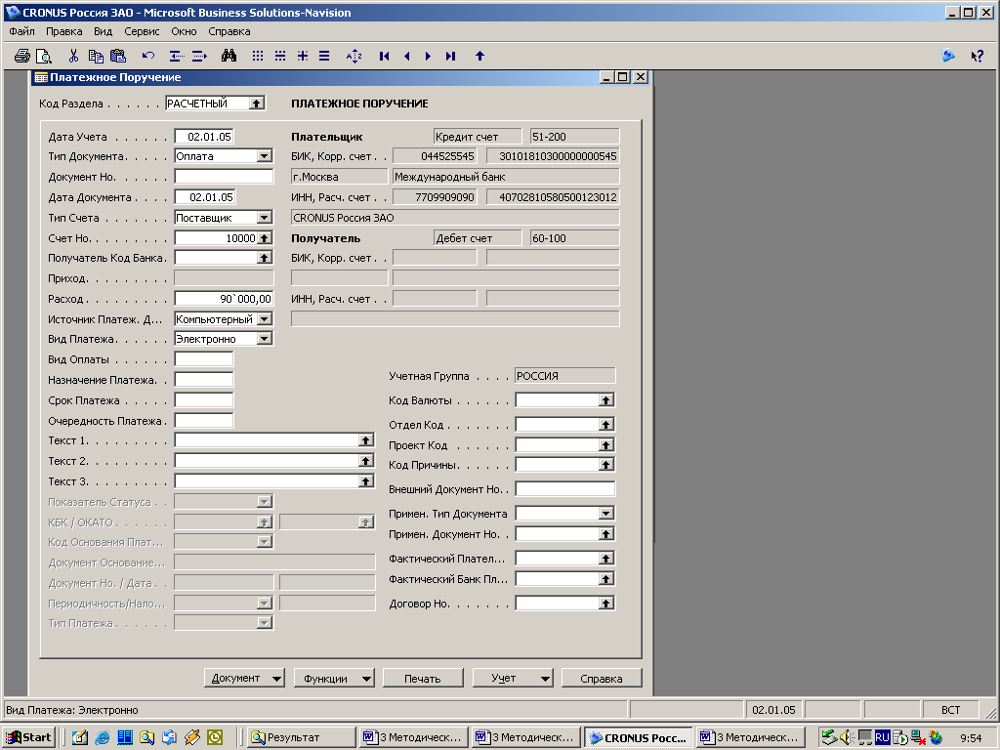 CRONUS Россия ЗАО - Microsoft Business Solutions-Navision
Файл Правка Вид Сервис Окно Справка
Платежное Поручение
Код Раздела . . . . . . РАСЧЕТНЫЙ ПЛАТЕЖНОЕ ПОРУЧЕНИЕ
Дата Учета . . . . . . 02.01.05 Плательщик Кредит счет 51-200
Тип Документа. . . . . Оплата БИК, Корр. счет . . 044525545 30101810300000000545
Документ Но. . . . . . г.Москва Международный банк
Дата Документа . . . . 02.01.05 ИНН, Расч. счет . . 7709909090 40702810580500123012
Тип Счета . . . . . . Поставщик CRONUS Россия ЗАО
Счет Но. . . . . . . . 10000 Получатель Дебет счет 60-100
Получатель Код Банка. БИК, Корр. счет . .
Приход. . . . . . . . .
Расход. . . . . . . . . 90`000,00 ИНН, Расч. счет . .
Источник Платеж. Д... Компьютерный
Вид Платежа. . . . . . Электронно
Вид Оплаты . . . . . .
Назначение Платежа. . Учетная Группа . . . . РОССИЯ
Срок Платежа . . . . . Код Валюты . . . . . .
Очередность Платежа . Отдел Код . . . . . . .
Текст 1. . . . . . . . . Проект Код . . . . . .
Текст 2. . . . . . . . . Код Причины. . . . . .
Текст 3. . . . . . . . . Внешний Документ Но. .
Показатель Статуса . . Примен. Тип Документа
КБК / ОКАТО . . . . . . Примен. Документ Но. .
Код Основания Плат...
Документ Основание... Фактический Плател...
Документ Но. / Дата . . Фактический Банк Пл...
Периодичность/Нало... Договор Но. . . . . . .
Тип Платежа . . . . . .
Документ Функции Печать Учет Справка
Вид Платежа: Электронно 02.01.05 ВСТ
Start Результат 3 Методическ... 3 Методическ... CRONUS Росс... 3 Методическ... RU 9:54